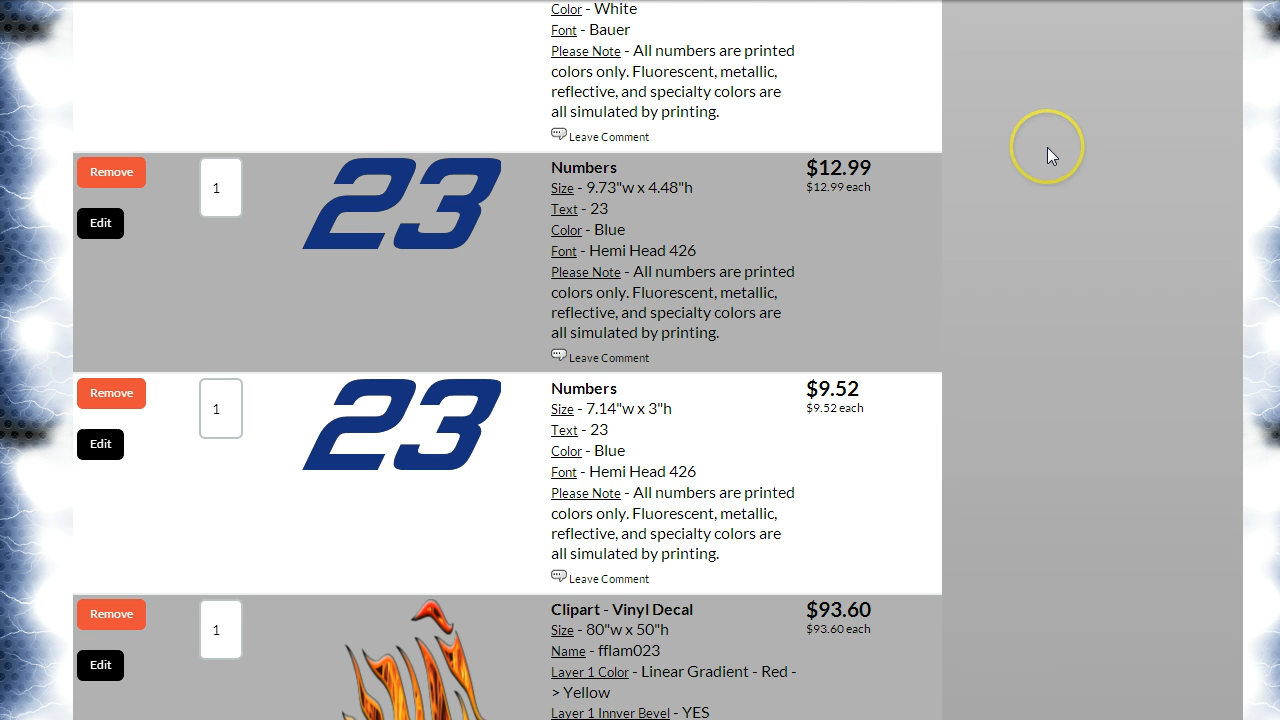 Color - White
Font - Bauer
Please Note - All numbers are printed
colors only. Fluorescent, metallic,
reflective, and specialty colors are
all simulated by printing.
Leave Comment
Remove
Edit
1
23
Numbers
Size - 9.73"w x 4.48"h
Text - 23
Color - Blue
Font - Hemi Head 426
Please Note - All numbers are printed
colors only. Fluorescent, metallic,
reflective, and specialty colors are
all simulated by printing.
Leave Comment
$12.99
$12.99 each
Remove
Edit
1
23
Numbers
Size - 7.14"w x 3"h
Text - 23
Color - Blue
Font - Hemi Head 426
Please Note - All numbers are printed
colors only. Fluorescent, metallic,
reflective, and specialty colors are
all simulated by printing.
Leave Comment
$9.52
$9.52 each
Remove
Edit
1
Clipart - Vinyl Decal
Size - 80"w x 50"h
Name - fflam023
Layer 1 Color - Linear Gradient - Red -
> Yellow
Layer 1 Innver Bevel - YES
$93.60
$93.60 each